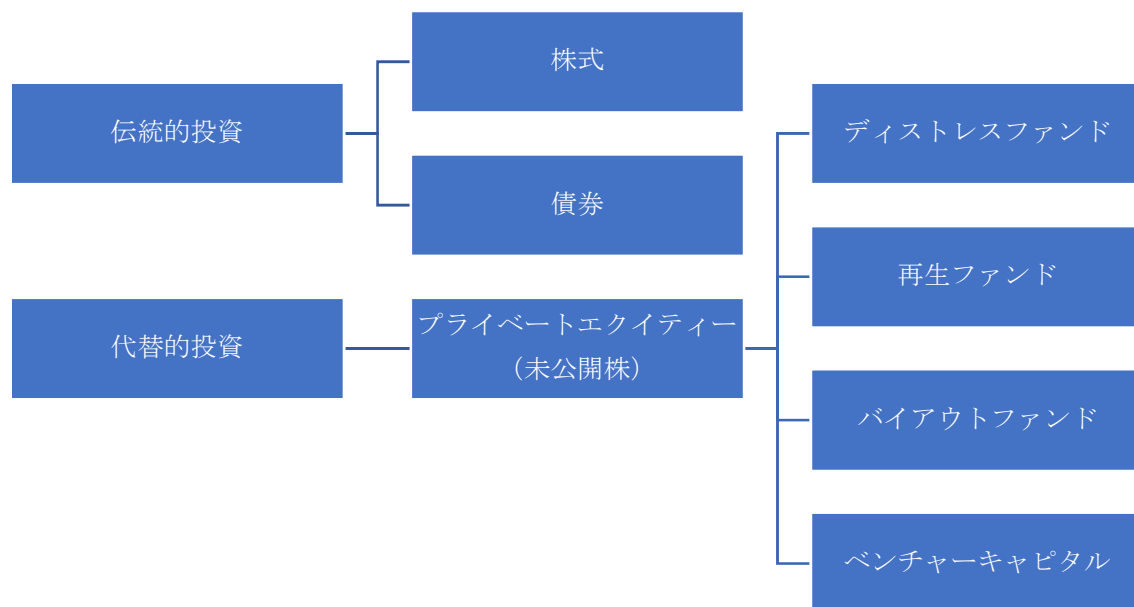 伝統的投資
株式
債券
代替的投資
プライベートエクイティー
（未公開株）
ディストレスファンド
再生ファンド
バイアウトファンド
ベンチャーキャピタル